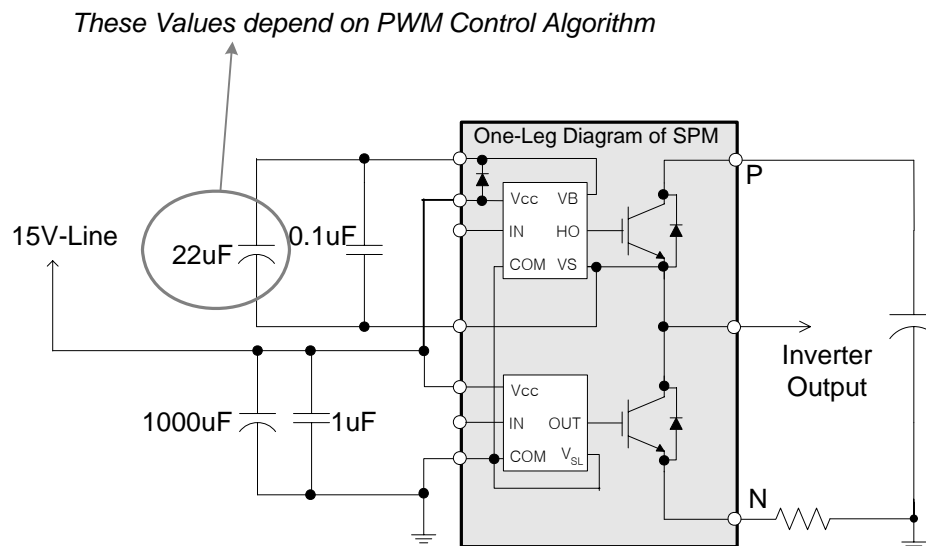 These Values depend on PWM Control Algorithm
One-Leg Diagram of SPM
P
Vcc VB
15V-Line
22uF
0.1uF
IN HO
COM VS
Inverter
Output
Vcc
1000uF
1uF
IN OUT
COM VSL
N